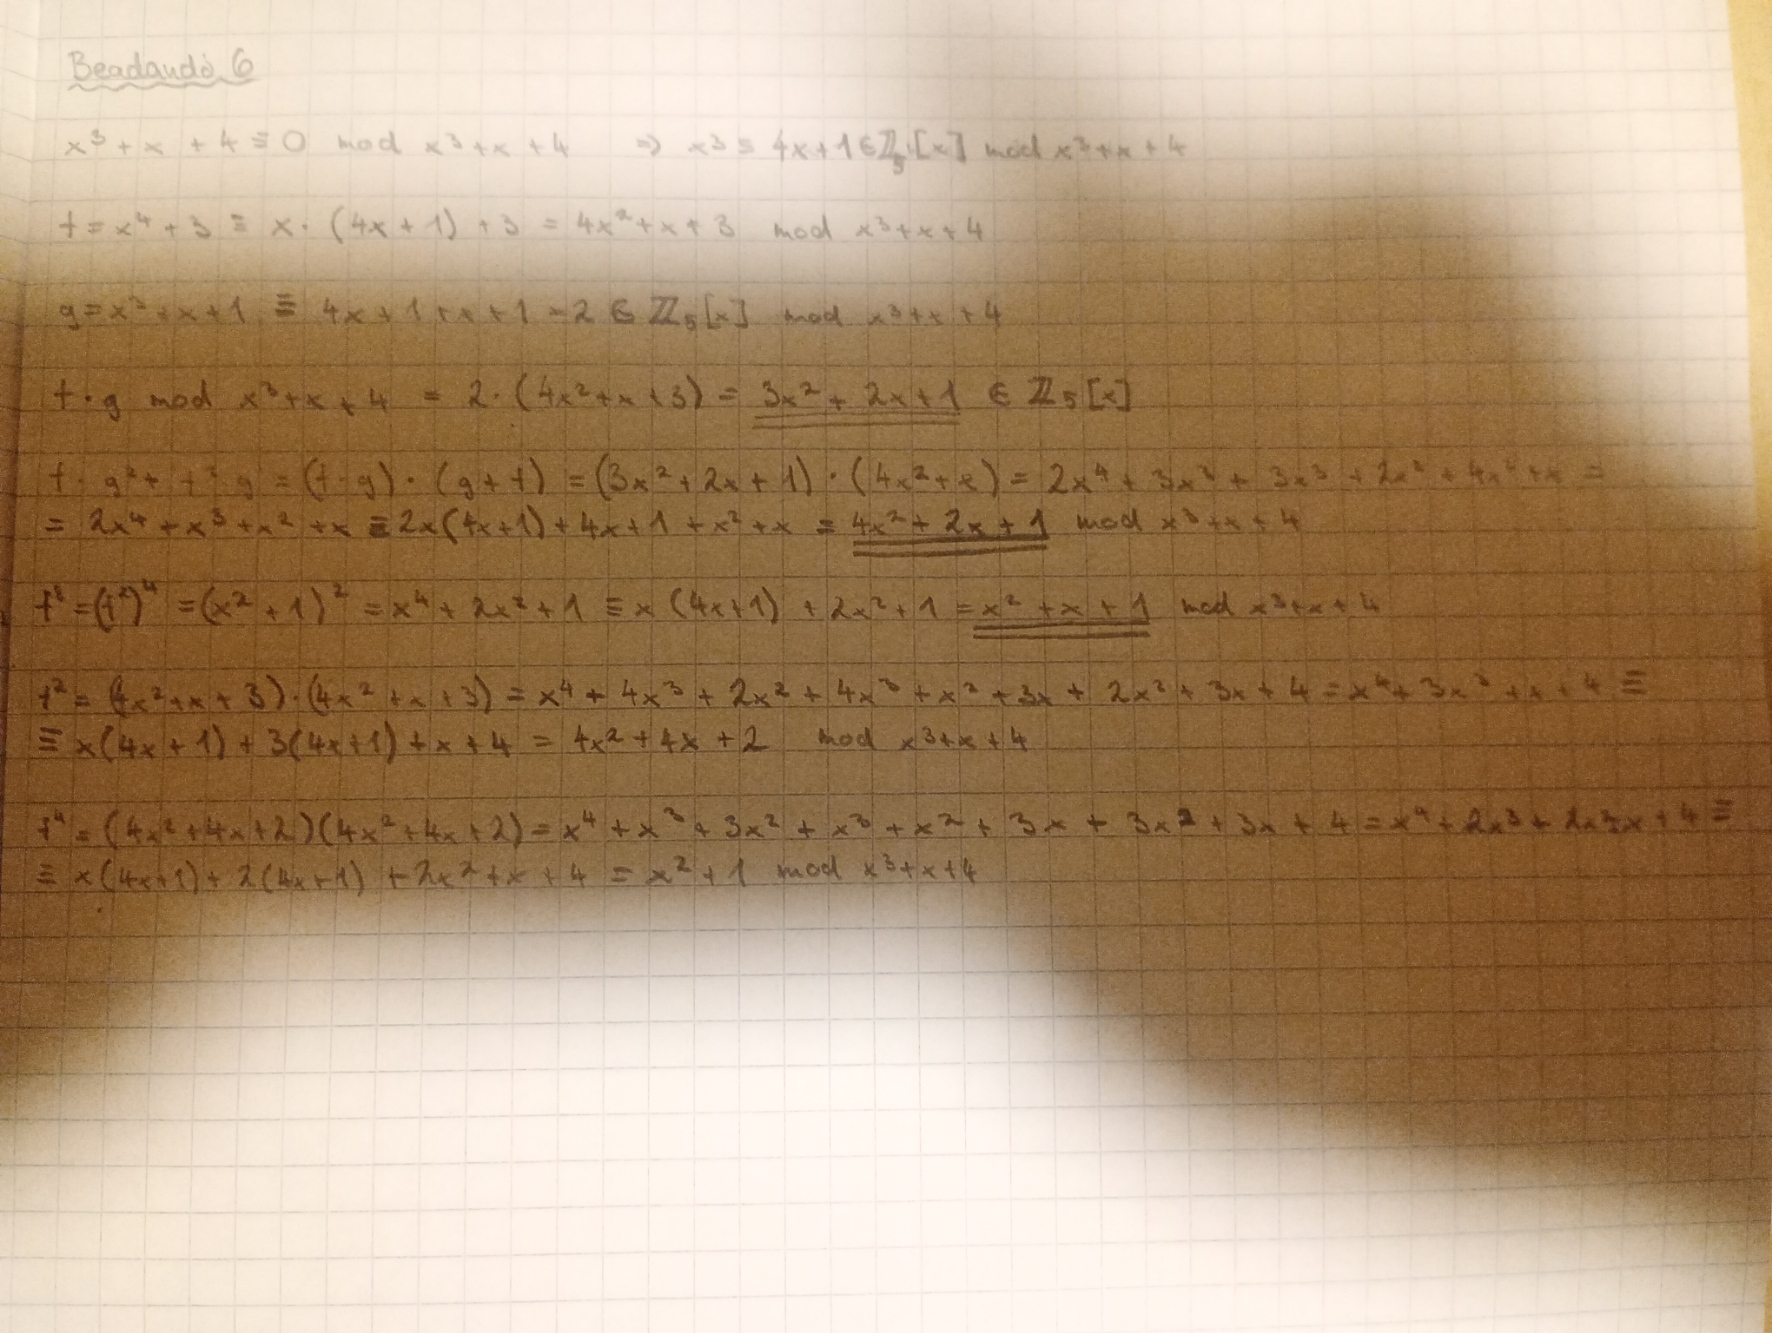 Beadandó 6
x³ + x + 4 ≡ 0 mod x³ + x + 4 => x³ ≡ 4x + 1 ∈ ℤ₅[x] mod x³ + x + 4
f = x⁴ + 3 ≡ x · (4x + 1) + 3 = 4x² + x + 3 mod x³ + x + 4
g = x³ + x + 1 ≡ 4x + 1 + x + 1 = 2 ∈ ℤ₅[x] mod x³ + x + 4
f · g mod x³ + x + 4 = 2 · (4x² + x + 3) = 3x² + 2x + 1 ∈ ℤ₅[x]
f · g² + f² g = (f · g) · (g + f) = (3x² + 2x + 1) · (4x² + x) = 2x⁴ + 3x³ + 3x³ + 2x² + 4x² + x =
= 2x⁴ + x³ + x² + x ≡ 2x(4x+1) + 4x + 1 + x² + x = 4x² + 2x + 1 mod x³ + x + 4
f⁸ = (f²)⁴ = (x² + 1)² = x⁴ + 2x² + 1 ≡ x (4x+1) + 2x² + 1 = x² + x + 1 mod x³ + x + 4
f² = (4x² + x + 3) · (4x² + x + 3) = x⁴ + 4x³ + 2x² + 4x³ + x² + 3x + 2x² + 3x + 4 = x⁴ + 3x³ + x + 4 ≡
≡ x(4x + 1) + 3(4x+1) + x + 4 = 4x² + 4x + 2 mod x³ + x + 4
f⁴ = (4x² + 4x + 2)(4x² + 4x + 2) = x⁴ + x³ + 3x² + x³ + x² + 3x + 3x² + 3x + 4 = x⁴ + 2x³ + 2x² + x + 4 ≡
≡ x(4x+1) + 2(4x+1) + 2x² + x + 4 = x² + 1 mod x³ + x + 4